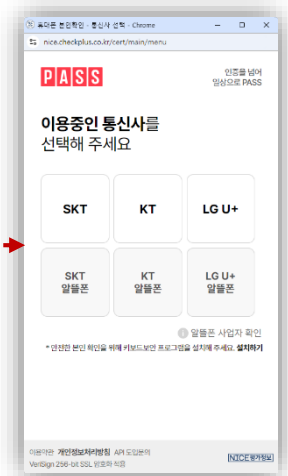 휴대폰 본인확인 - 통신사 선택 - Chrome
nice.checkplus.co.kr/cert/main/menu
PASS
인증을 넘어
일상으로 PASS
이용중인 통신사를
선택해 주세요
SKT
KT
LG U+
SKT
알뜰폰
KT
알뜰폰
LG U+
알뜰폰
알뜰폰 사업자 확인
* 안전한 본인 확인을 위해 키보드보안 프로그램을 설치해 주세요. 설치하기
이용약관 개인정보처리방침 API 도입문의
VeriSign 256-bit SSL 암호화 적용
NICE평가정보